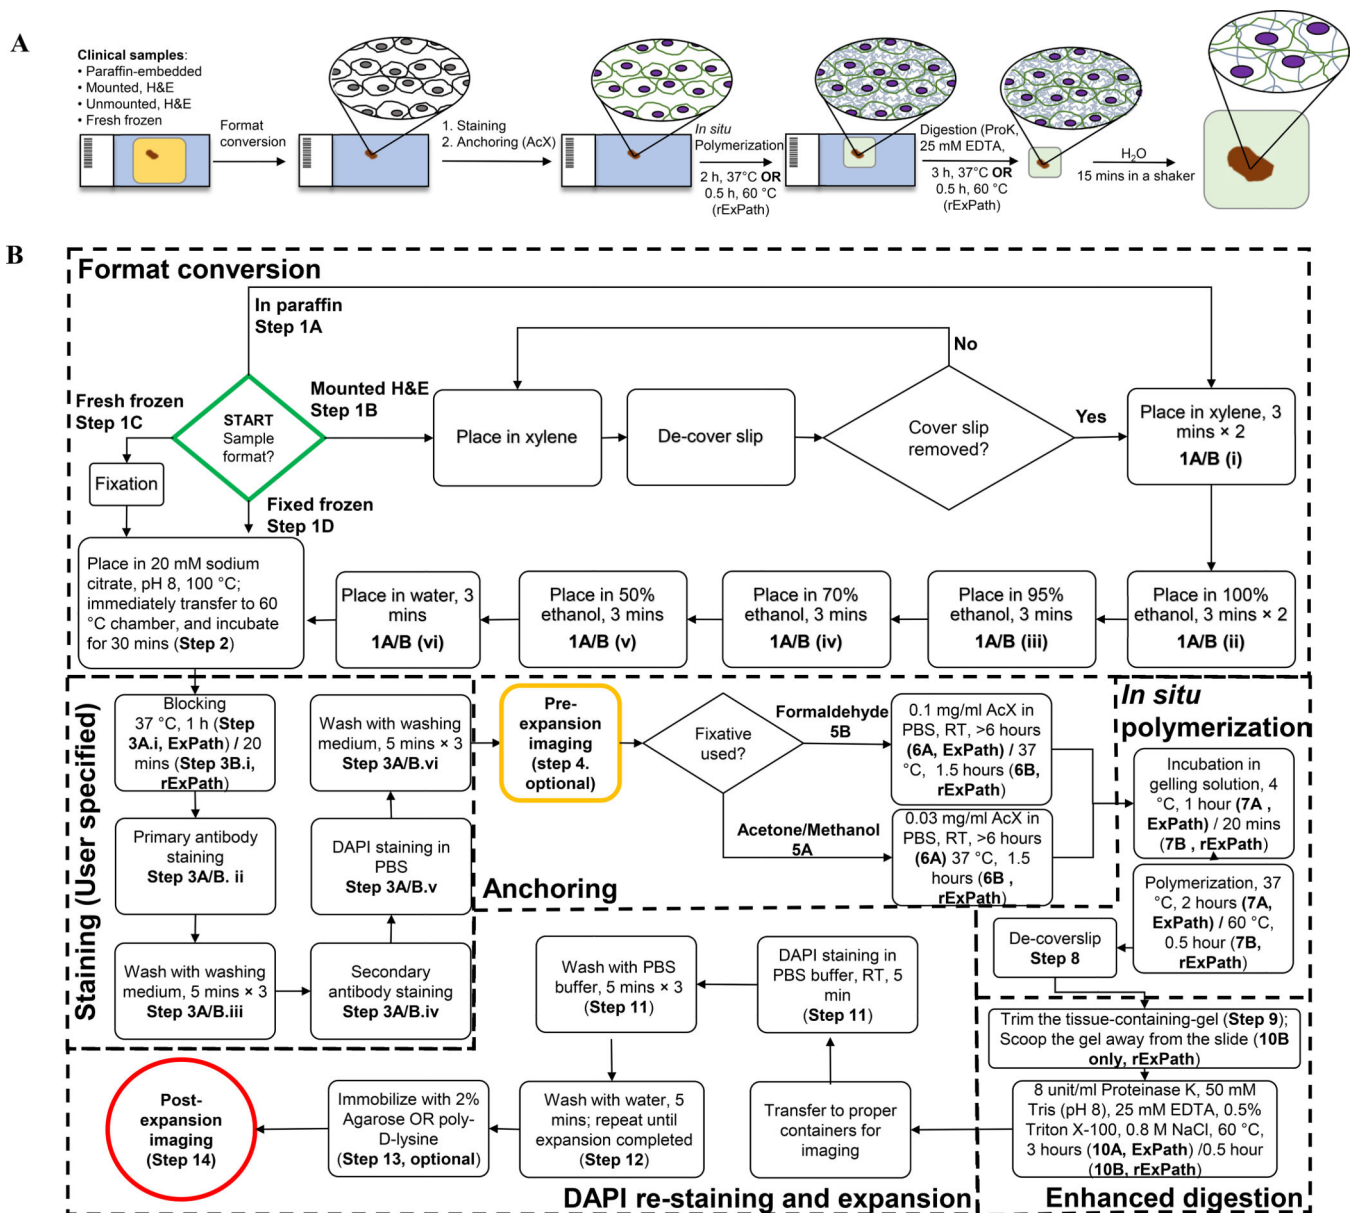 A
Clinical samples:
• Paraffin-embedded
• Mounted, H&E
• Unmounted, H&E
• Fresh frozen
Format
conversion
1. Staining
2. Anchoring (AcX)
In situ
Polymerization
2 h, 37°C OR
0.5 h, 60 °C
(rExPath)
Digestion (ProK,
25 mM EDTA,
3 h, 37°C OR
0.5 h, 60 °C
(rExPath)
H2O
15 mins in a shaker
B
Format conversion
In paraffin
Step 1A
No
Fresh frozen
Step 1C
Mounted H&E
Step 1B
START
Sample
format?
Place in xylene
De-cover slip
Cover slip
removed?
Yes
Place in xylene, 3
mins × 2
1A/B (i)
Fixation
Fixed frozen
Step 1D
Place in 20 mM sodium
citrate, pH 8, 100 °C;
immediately transfer to 60
°C chamber, and incubate
for 30 mins (Step 2)
Place in water, 3
mins
1A/B (vi)
Place in 50%
ethanol, 3 mins
1A/B (v)
Place in 70%
ethanol, 3 mins
1A/B (iv)
Place in 95%
ethanol, 3 mins
1A/B (iii)
Place in 100%
ethanol, 3 mins × 2
1A/B (ii)
Staining (User specified)
Blocking
37 °C, 1 h (Step
3A.i, ExPath) / 20
mins (Step 3B.i,
rExPath)
Primary antibody
staining
Step 3A/B. ii
Wash with washing
medium, 5 mins × 3
Step 3A/B.iii
Secondary
antibody staining
Step 3A/B.iv
DAPI staining in
PBS
Step 3A/B.v
Wash with washing
medium, 5 mins × 3
Step 3A/B.vi
Pre-
expansion
imaging
(step 4.
optional)
Fixative
used?
Formaldehyde
5B
Acetone/Methanol
5A
0.1 mg/ml AcX in
PBS, RT, >6 hours
(6A, ExPath) / 37
°C, 1.5 hours (6B,
rExPath)
0.03 mg/ml AcX in
PBS, RT, >6 hours
(6A) 37 °C, 1.5
hours (6B ,
rExPath)
Anchoring
In situ
polymerization
Incubation in
gelling solution, 4
°C, 1 hour (7A ,
ExPath) / 20 mins
(7B , rExPath)
Polymerization, 37
°C, 2 hours (7A,
ExPath) / 60 °C,
0.5 hour (7B,
rExPath)
De-coverslip
Step 8
Trim the tissue-containing-gel (Step 9);
Scoop the gel away from the slide (10B
only, rExPath)
8 unit/ml Proteinase K, 50 mM
Tris (pH 8), 25 mM EDTA, 0.5%
Triton X-100, 0.8 M NaCl, 60 °C,
3 hours (10A, ExPath) /0.5 hour
(10B, rExPath)
Enhanced digestion
Transfer to proper
containers for
imaging
DAPI staining in
PBS buffer, RT, 5
min
(Step 11)
Wash with PBS
buffer, 5 mins × 3
(Step 11)
Wash with water, 5
mins; repeat until
expansion completed
(Step 12)
Immobilize with 2%
Agarose OR poly-
D-lysine
(Step 13, optional)
Post-
expansion
imaging
(Step 14)
DAPI re-staining and expansion